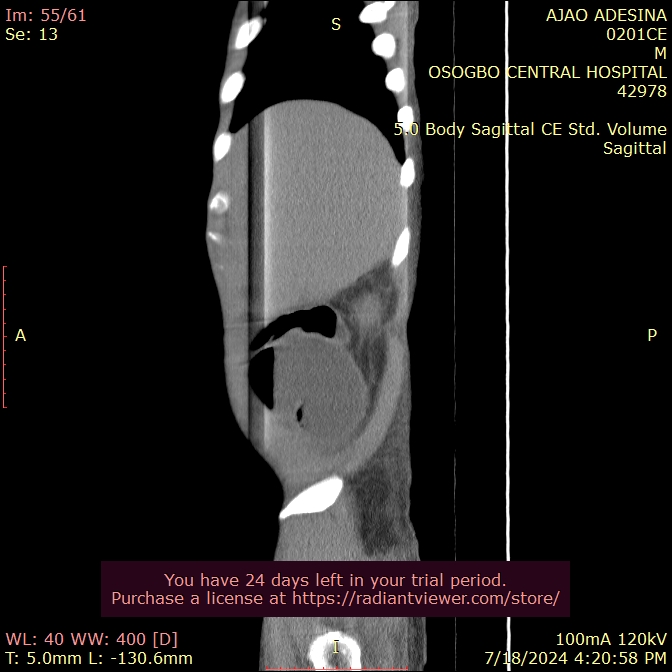 Im: 55/61
Se: 13
S
AJAO ADESINA
0201CE
M
OSOGBO CENTRAL HOSPITAL
42978
5.0 Body Sagittal CE Std. Volume
Sagittal
A
P
You have 24 days left in your trial period.
Purchase a license at https://radiantviewer.com/store/
WL: 40 WW: 400 [D]
T: 5.0mm L: -130.6mm
I
100mA 120kV
7/18/2024 4:20:58 PM